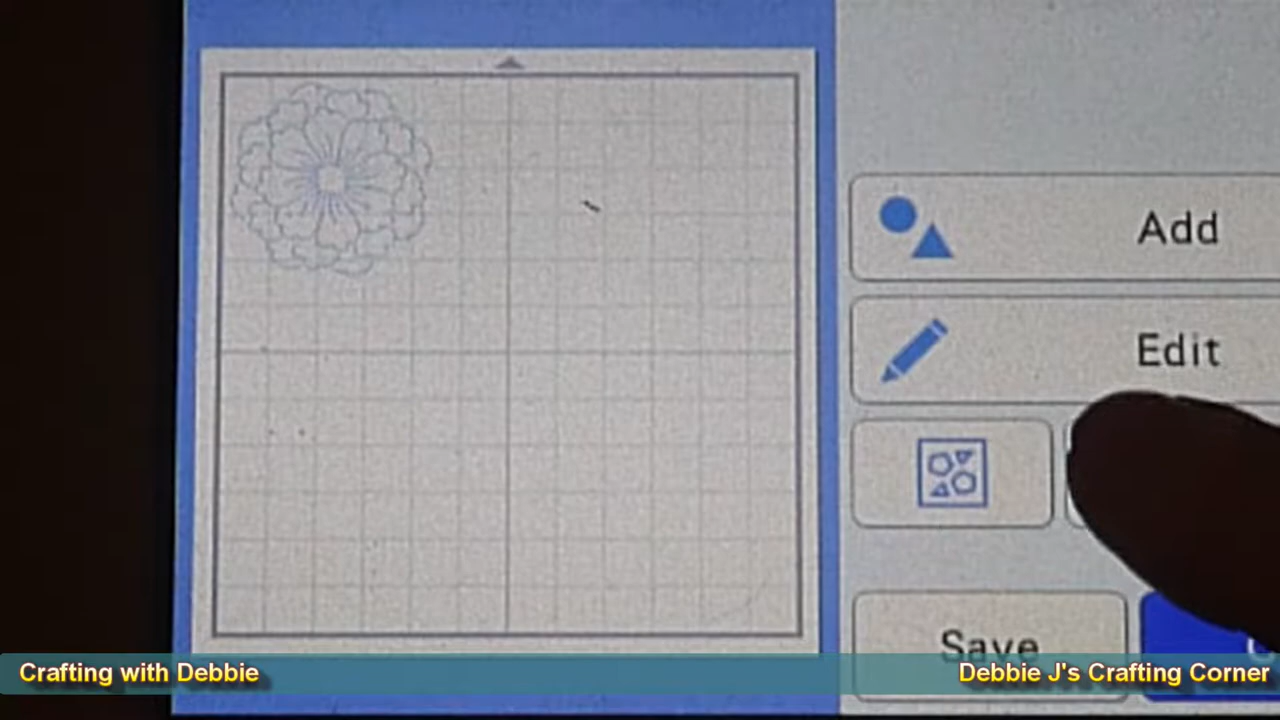 Add
Edit
Save
Crafting with Debbie
Debbie J's Crafting Corner